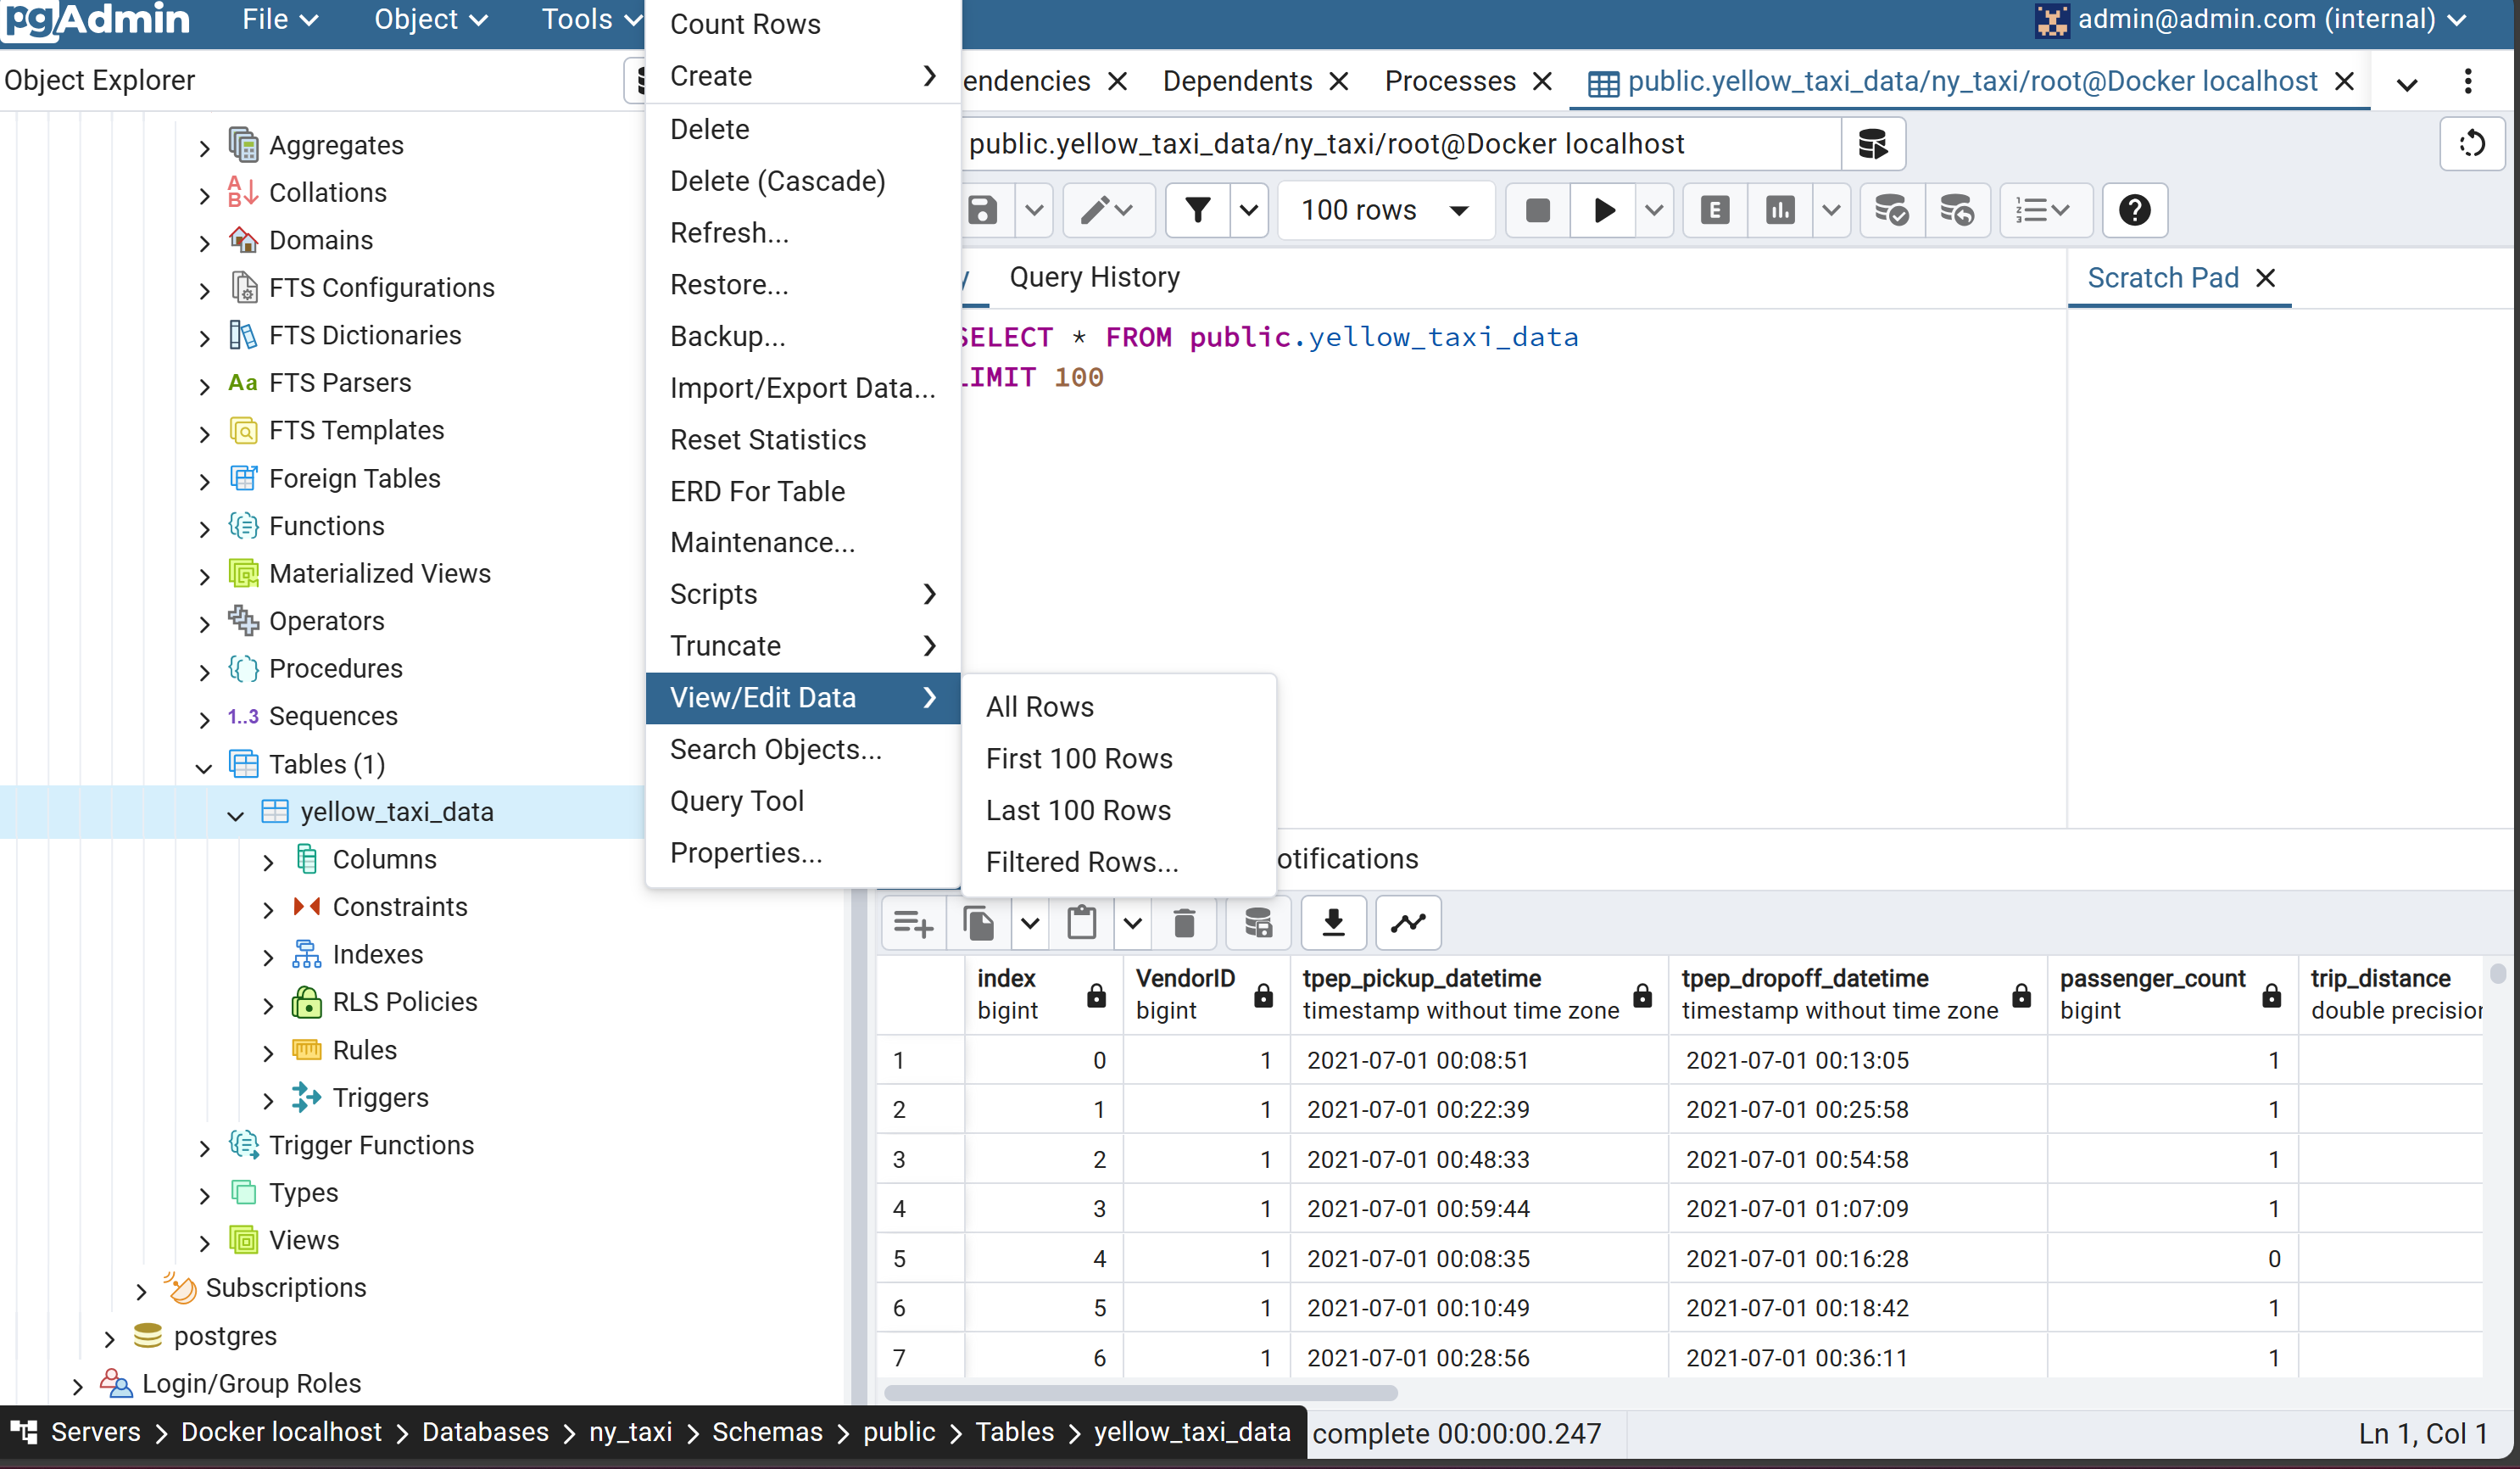 pgAdmin File Object Tools admin@admin.com (internal)
Object Explorer
endencies Dependents Processes public.yellow_taxi_data/ny_taxi/root@Docker localhost
public.yellow_taxi_data/ny_taxi/root@Docker localhost
100 rows E
y Query History Scratch Pad
SELECT * FROM public.yellow_taxi_data
LIMIT 100
Aggregates
Collations
Domains
FTS Configurations
FTS Dictionaries
Aa FTS Parsers
FTS Templates
Foreign Tables
Functions
Materialized Views
Operators
Procedures
1..3 Sequences
Tables (1)
yellow_taxi_data
Columns
Constraints
Indexes
RLS Policies
Rules
Triggers
Trigger Functions
Types
Views
Subscriptions
postgres
Login/Group Roles
Count Rows
Create
Delete
Delete (Cascade)
Refresh...
Restore...
Backup...
Import/Export Data...
Reset Statistics
ERD For Table
Maintenance...
Scripts
Truncate
View/Edit Data
Search Objects...
Query Tool
Properties...
All Rows
First 100 Rows
Last 100 Rows
Filtered Rows...
otifications
index VendorID tpep_pickup_datetime tpep_dropoff_datetime passenger_count trip_distance
bigint bigint timestamp without time zone timestamp without time zone bigint double precision
1 0 1 2021-07-01 00:08:51 2021-07-01 00:13:05 1
2 1 1 2021-07-01 00:22:39 2021-07-01 00:25:58 1
3 2 1 2021-07-01 00:48:33 2021-07-01 00:54:58 1
4 3 1 2021-07-01 00:59:44 2021-07-01 01:07:09 1
5 4 1 2021-07-01 00:08:35 2021-07-01 00:16:28 0
6 5 1 2021-07-01 00:10:49 2021-07-01 00:18:42 1
7 6 1 2021-07-01 00:28:56 2021-07-01 00:36:11 1
Servers > Docker localhost > Databases > ny_taxi > Schemas > public > Tables > yellow_taxi_data complete 00:00:00.247 Ln 1, Col 1